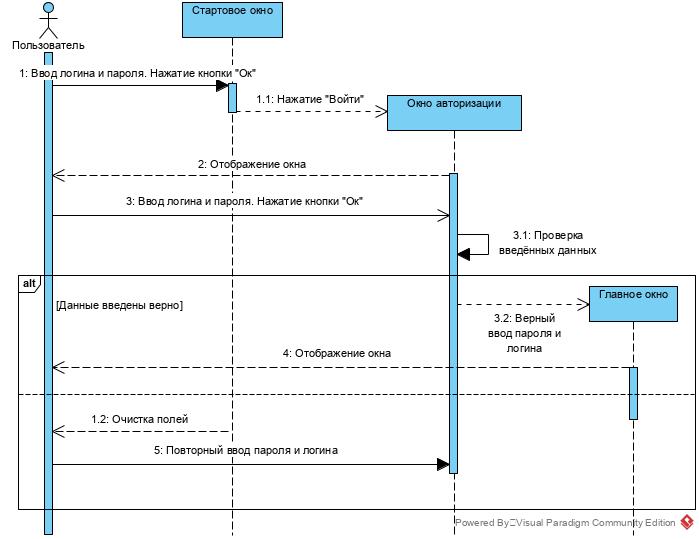 Стартовое окно
Пользователь
1: Ввод логина и пароля. Нажатие кнопки "Ок"
1.1: Нажатие "Войти"
Окно авторизации
2: Отображение окна
3: Ввод логина и пароля. Нажатие кнопки "Ок"
3.1: Проверка
введённых данных
alt
[Данные введены верно]
Главное окно
3.2: Верный
ввод пароля и
логина
4: Отображение окна
1.2: Очистка полей
5: Повторный ввод пароля и логина
Powered By Visual Paradigm Community Edition